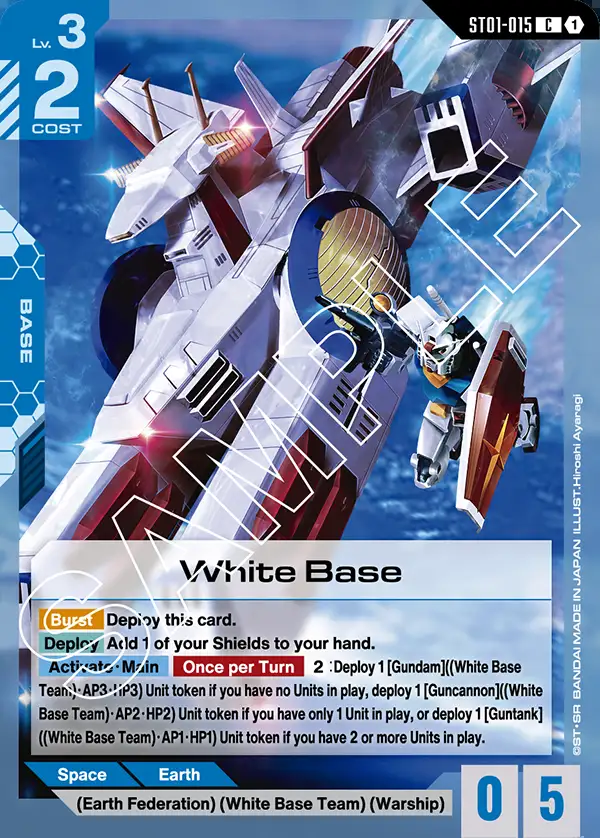 ST01-015 C 1
Lv. 3
2
COST
BASE
SAMPLE
White Base
Burst Deploy this card.
Deploy Add 1 of your Shields to your hand.
Activate･Main Once per Turn 2 :Deploy 1 [Gundam]((White Base
Team)･AP3･HP3) Unit token if you have no Units in play, deploy 1 [Guncannon]((White
Base Team)･AP2･HP2) Unit token if you have only 1 Unit in play, or deploy 1 [Guntank]
((White Base Team)･AP1･HP1) Unit token if you have 2 or more Units in play.
Space Earth
(Earth Federation) (White Base Team) (Warship)
0 5
©ST･SR BANDAI MADE IN JAPAN ILLUST.Hiroshi Ayaragi